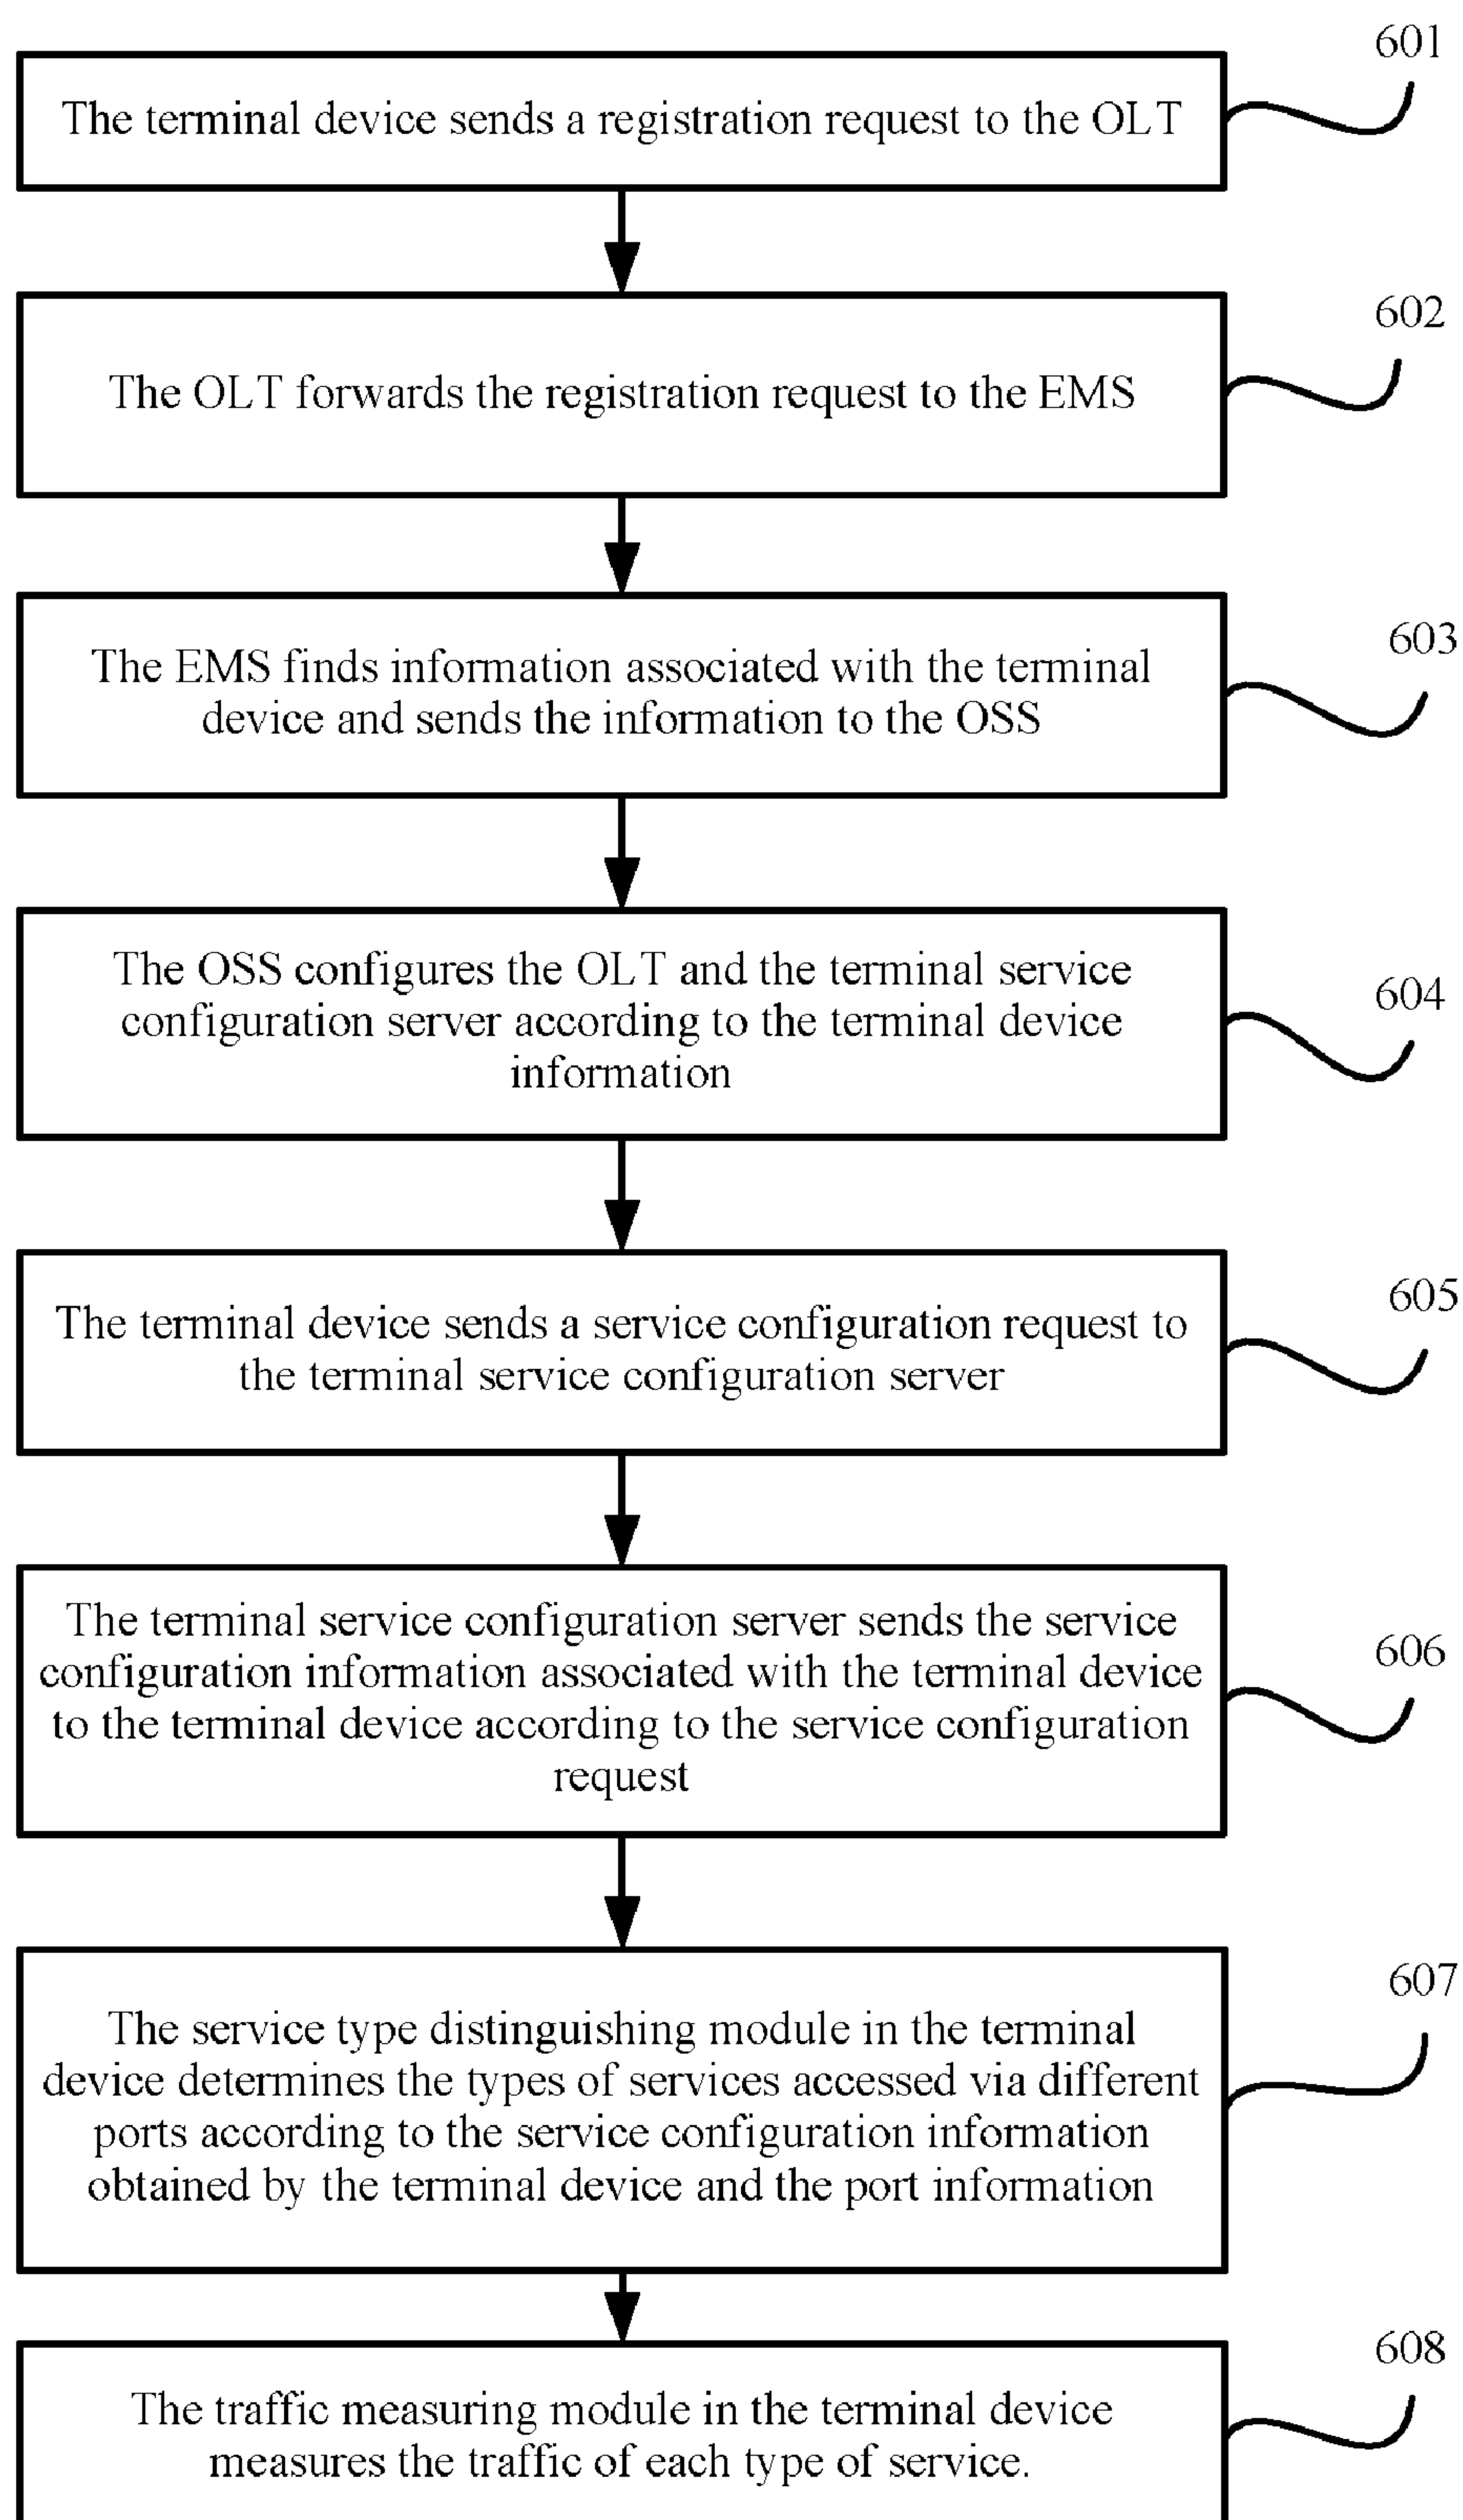 601
The terminal device sends a registration request to the OLT
602
The OLT forwards the registration request to the EMS
603
The EMS finds information associated with the terminal
device and sends the information to the OSS
604
The OSS configures the OLT and the terminal service
configuration server according to the terminal device
information
605
The terminal device sends a service configuration request to
the terminal service configuration server
606
The terminal service configuration server sends the service
configuration information associated with the terminal device
to the terminal device according to the service configuration
request
607
The service type distinguishing module in the terminal
device determines the types of services accessed via different
ports according to the service configuration information
obtained by the terminal device and the port information
608
The traffic measuring module in the terminal device
measures the traffic of each type of service.